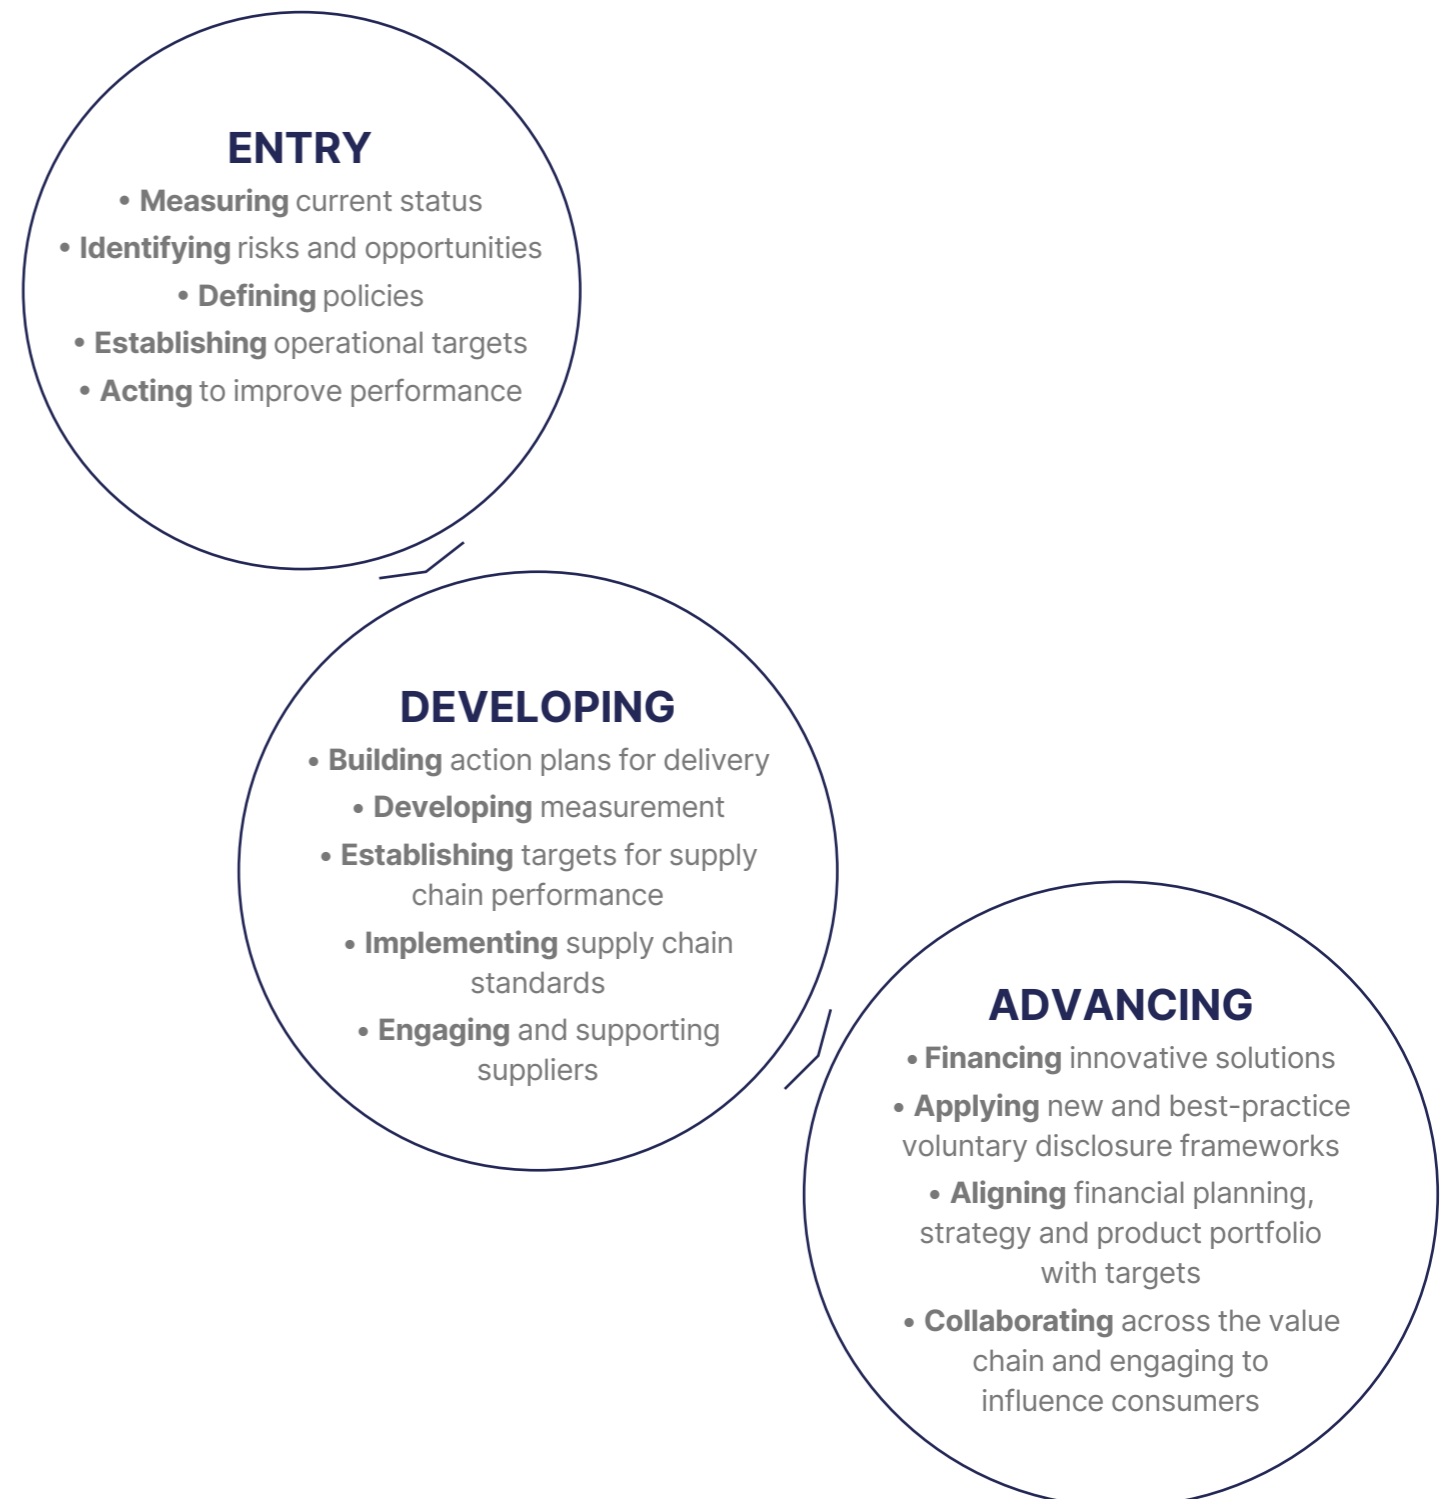 ENTRY
• Measuring current status
• Identifying risks and opportunities
• Defining policies
• Establishing operational targets
• Acting to improve performance
DEVELOPING
• Building action plans for delivery
• Developing measurement
• Establishing targets for supply
chain performance
• Implementing supply chain
standards
• Engaging and supporting
suppliers
ADVANCING
• Financing innovative solutions
• Applying new and best-practice
voluntary disclosure frameworks
• Aligning financial planning,
strategy and product portfolio
with targets
• Collaborating across the value
chain and engaging to
influence consumers